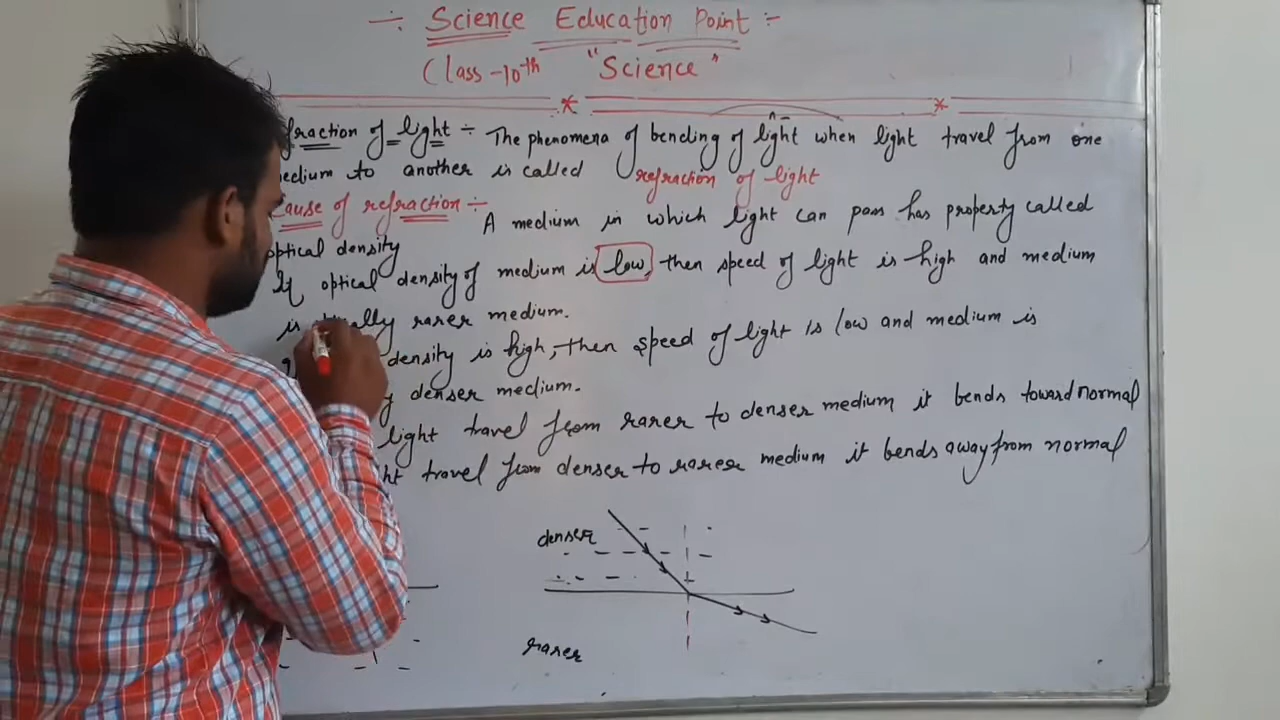 ÷ Science Education Point :-
Class -10th "Science"
fraction of light ÷ The phenomena of bending of light when light travel from one
medium to another is called refraction of light
Cause of refraction ÷
A medium in which light can pass has property called
optical density
If optical density of medium is low, then speed of light is high and medium
is rarer medium.
density is high, then speed of light is low and medium is
denser medium.
light travel from rarer to denser medium it bends toward normal
ht travel from denser to rarer medium it bends away from normal
denser
rarer